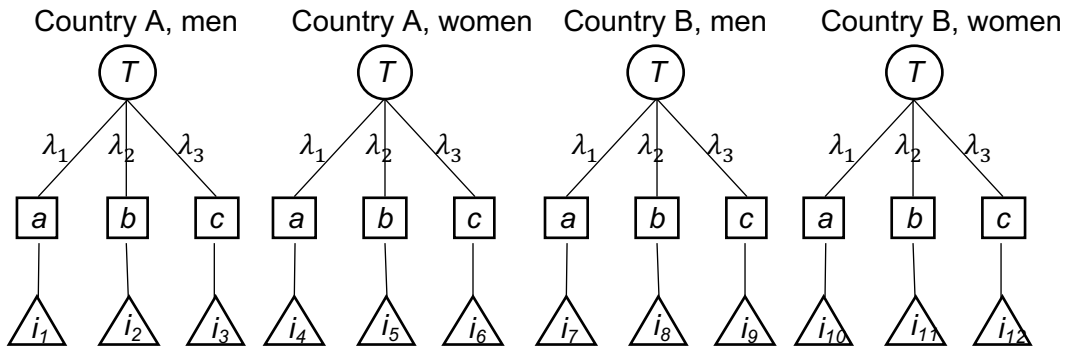 Country A, men Country A, women Country B, men Country B, women
T T T T
λ₁ λ₂ λ₃ λ₁ λ₂ λ₃ λ₁ λ₂ λ₃ λ₁ λ₂ λ₃
a b c a b c a b c a b c
i₁ i₂ i₃ i₄ i₅ i₆ i₇ i₈ i₉ i₁₀ i₁₁ i₁₂